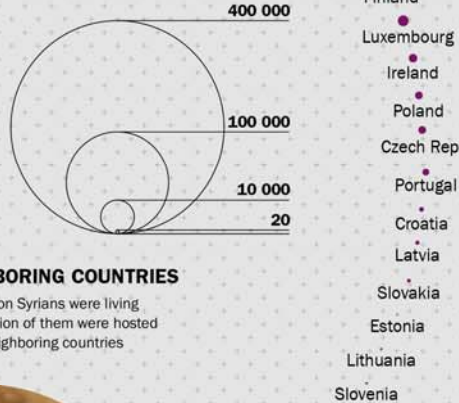 400 000
100 000
10 000
20
BORING COUNTRIES
on Syrians were living
ion of them were hosted
ghboring countries
Finland
Luxembourg
Ireland
Poland
Czech Rep
Portugal
Croatia
Latvia
Slovakia
Estonia
Lithuania
Slovenia